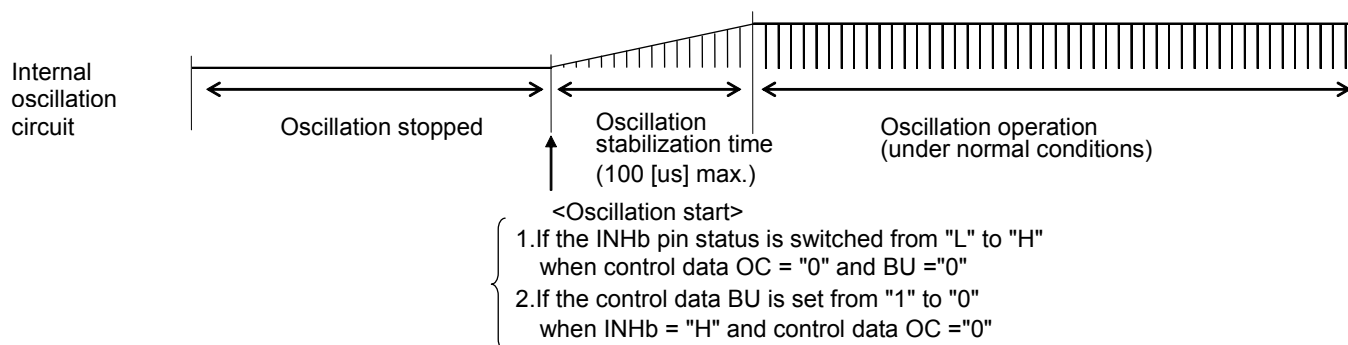 Internal
oscillation
circuit
Oscillation stopped
Oscillation
stabilization time
(100 [us] max.)
Oscillation operation
(under normal conditions)
<Oscillation start>
1.If the INHb pin status is switched from "L" to "H"
when control data OC = "0" and BU ="0"
2.If the control data BU is set from "1" to "0"
when INHb = "H" and control data OC ="0"